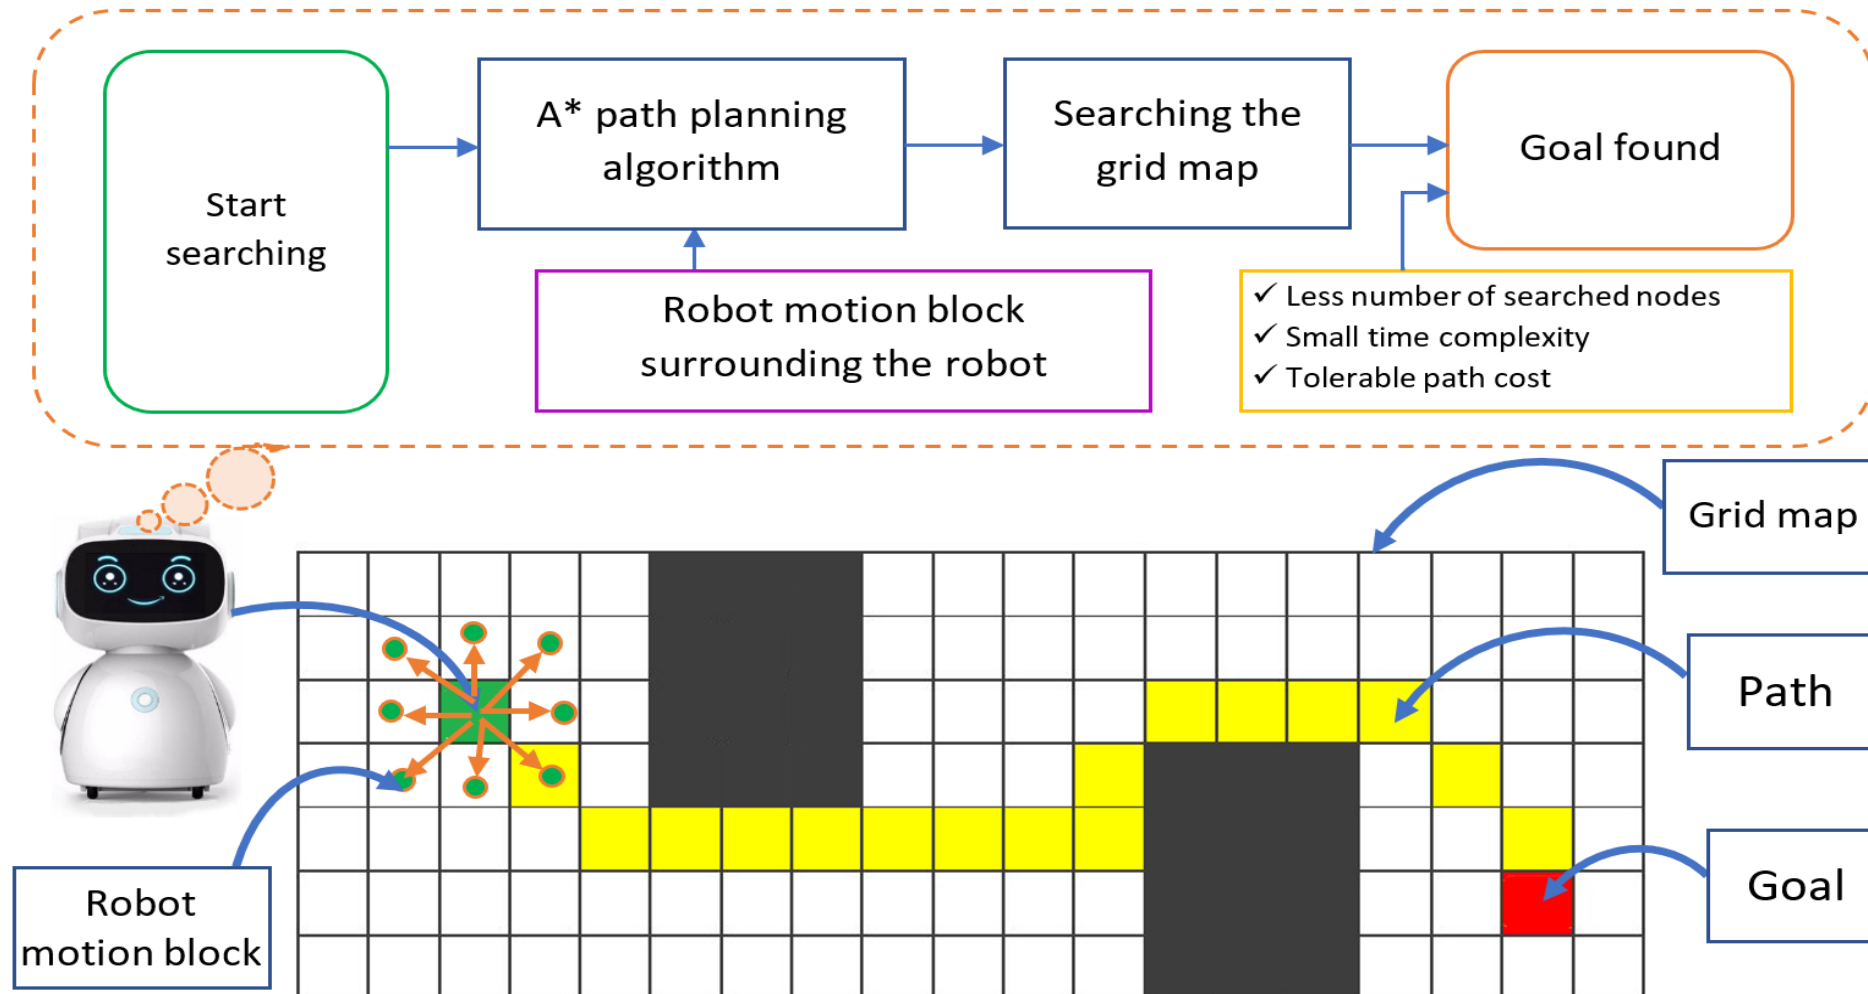 Start
searching
A* path planning
algorithm
Searching the
grid map
Goal found
Robot motion block
surrounding the robot
✓ Less number of searched nodes
✓ Small time complexity
✓ Tolerable path cost
Grid map
Path
Goal
Robot
motion block